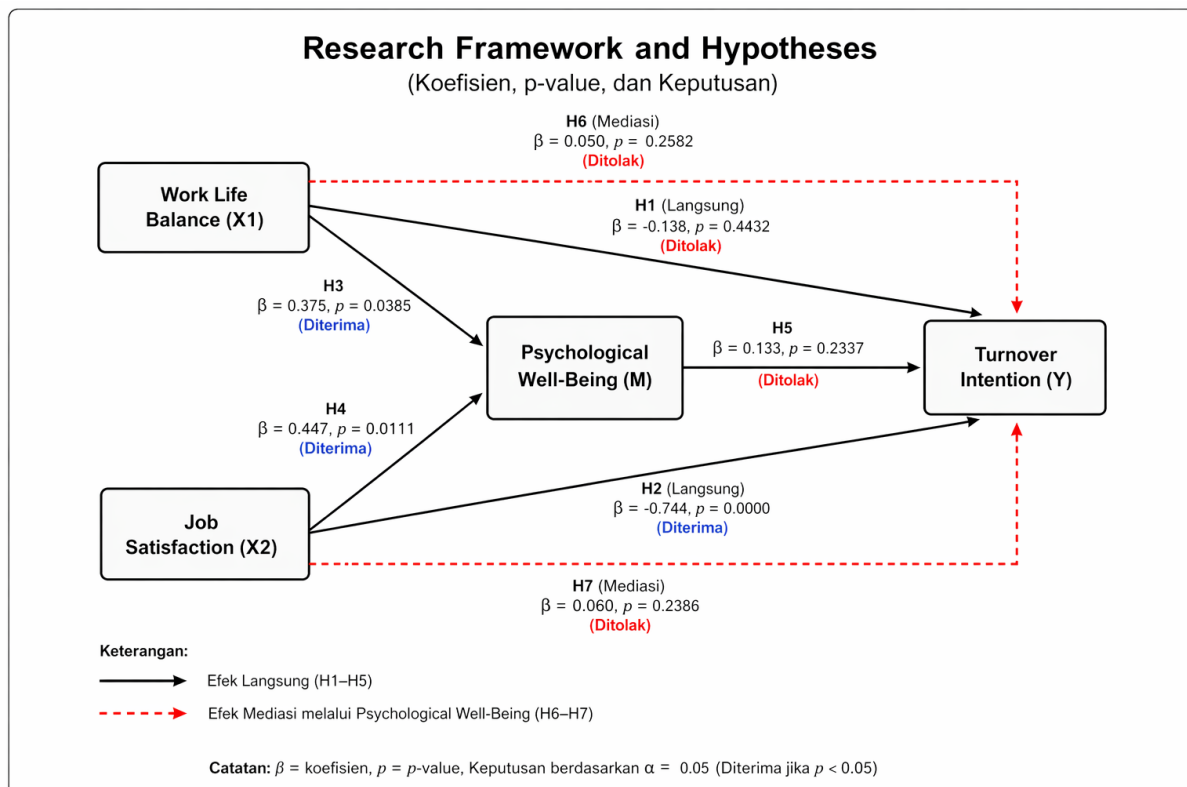 Research Framework and Hypotheses
(Koefisien, p-value, dan Keputusan)
H6 (Mediasi)
β = 0.050, p = 0.2582
(Ditolak)
Work Life
Balance (X1)
H1 (Langsung)
β = -0.138, p = 0.4432
(Ditolak)
H3
β = 0.375, p = 0.0385
(Diterima)
Psychological
Well-Being (M)
H5
β = 0.133, p = 0.2337
(Ditolak)
Turnover
Intention (Y)
H4
β = 0.447, p = 0.0111
(Diterima)
H2 (Langsung)
β = -0.744, p = 0.0000
(Diterima)
Job
Satisfaction (X2)
H7 (Mediasi)
β = 0.060, p = 0.2386
(Ditolak)
Keterangan:
Efek Langsung (H1–H5)
Efek Mediasi melalui Psychological Well-Being (H6–H7)
Catatan: β = koefisien, p = p-value, Keputusan berdasarkan α = 0.05 (Diterima jika p < 0.05)